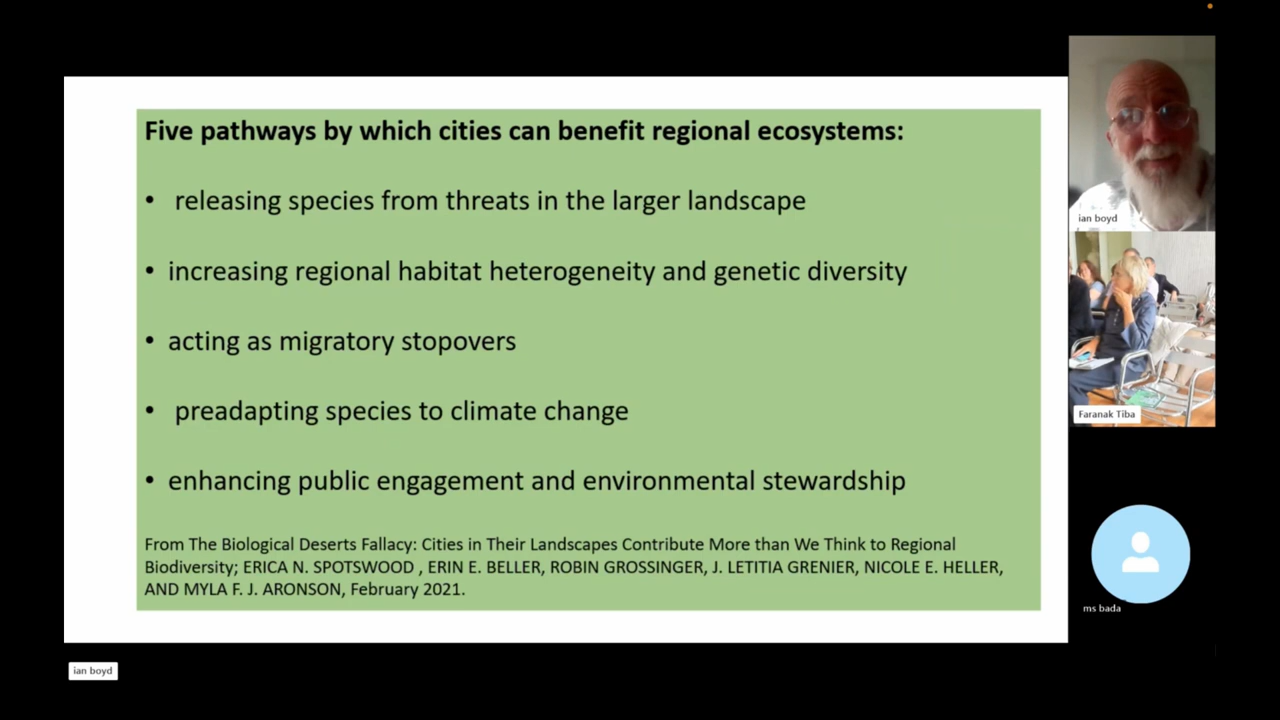 Five pathways by which cities can benefit regional ecosystems:
• releasing species from threats in the larger landscape
• increasing regional habitat heterogeneity and genetic diversity
• acting as migratory stopovers
• preadapting species to climate change
• enhancing public engagement and environmental stewardship
From The Biological Deserts Fallacy: Cities in Their Landscapes Contribute More than We Think to Regional
Biodiversity; ERICA N. SPOTSWOOD , ERIN E. BELLER, ROBIN GROSSINGER, J. LETITIA GRENIER, NICOLE E. HELLER,
AND MYLA F. J. ARONSON, February 2021.
ian boyd
Faranak Tiba
ms bada
ian boyd